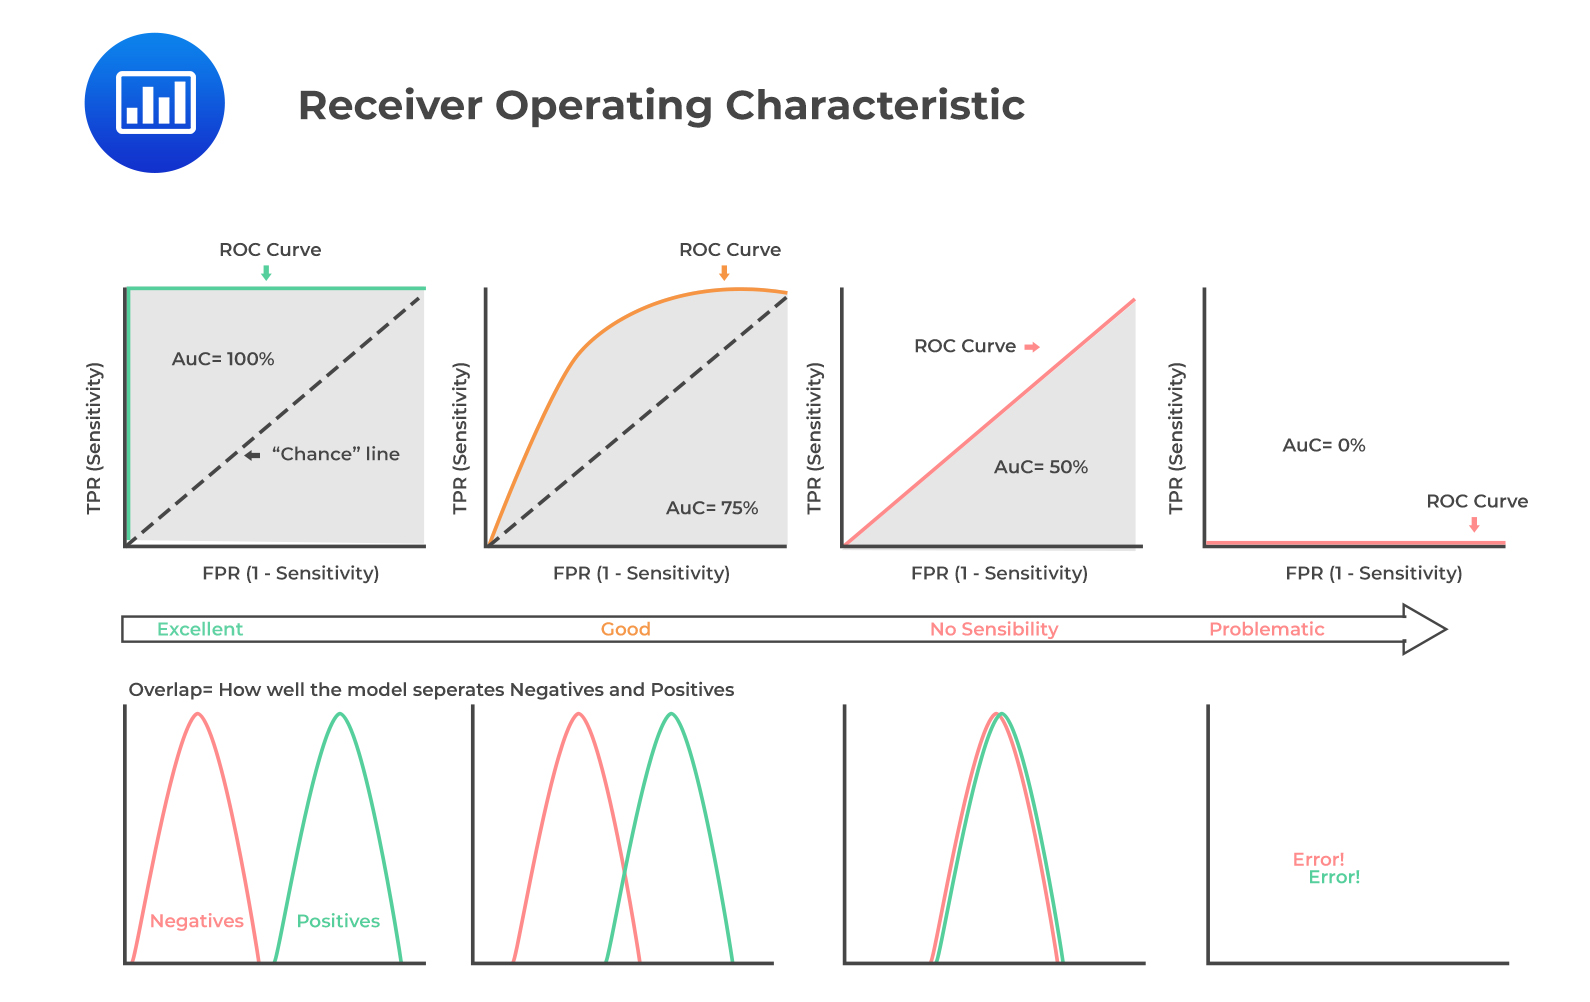 Receiver Operating Characteristic
ROC Curve
TPR (Sensitivity)
AuC= 100%
“Chance” line
FPR (1 - Sensitivity)
ROC Curve
TPR (Sensitivity)
AuC= 75%
FPR (1 - Sensitivity)
ROC Curve
TPR (Sensitivity)
AuC= 50%
FPR (1 - Sensitivity)
TPR (Sensitivity)
AuC= 0%
ROC Curve
FPR (1 - Sensitivity)
Excellent
Good
No Sensibility
Problematic
Overlap= How well the model seperates Negatives and Positives
Negatives
Positives
Error!
Error!